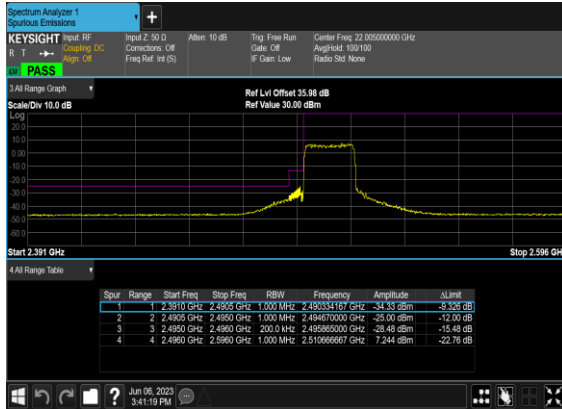 Spectrum Analyzer 1
Spurious Emissions
+
KEYSIGHT Input: RF Input Z: 50 Ω Atten: 10 dB Trig: Free Run Center Freq: 22.005000000 GHz
R T Coupling: DC Corrections: Off Gate: Off Avg|Hold: 100/100
Align: Off Freq Ref: Int (S) IF Gain: Low Radio Std: None
PASS
3 All Range Graph
Ref Lvl Offset 35.98 dB
Scale/Div 10.0 dB Ref Value 30.00 dBm
Log
20.0
10.0
0.00
-10.0
-20.0
-30.0
-40.0
-50.0
-60.0
Start 2.391 GHz Stop 2.596 GH
4 All Range Table
Spur Range Start Freq Stop Freq RBW Frequency Amplitude ΔLimit
1 1 2.3910 GHz 2.4905 GHz 1.000 MHz 2.490334167 GHz -34.33 dBm -9.326 dB
2 2 2.4905 GHz 2.4950 GHz 1.000 MHz 2.494670000 GHz -25.00 dBm -12.00 dB
3 3 2.4950 GHz 2.4960 GHz 200.0 kHz 2.495865000 GHz -28.48 dBm -15.48 dB
4 4 2.4960 GHz 2.5960 GHz 1.000 MHz 2.510666667 GHz 7.244 dBm -22.76 dB
? Jun 06, 2023
3:41:19 PM